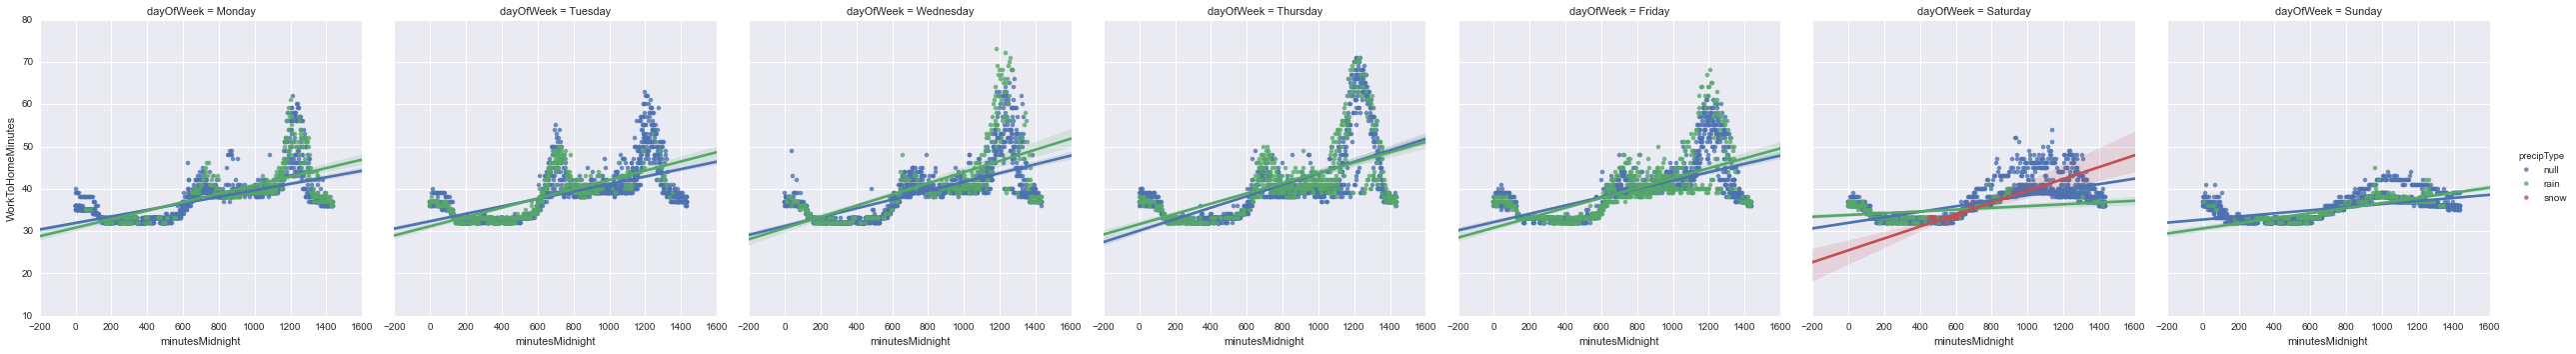 dayOfWeek = Monday
dayOfWeek = Tuesday
dayOfWeek = Wednesday
dayOfWeek = Thursday
dayOfWeek = Friday
dayOfWeek = Saturday
dayOfWeek = Sunday
80
70
60
50
40
30
20
10
WorkToHomeMinutes
precipType
null
rain
snow
−200 0 200 400 600 800 1000 1200 1400 1600
−200 0 200 400 600 800 1000 1200 1400 1600
−200 0 200 400 600 800 1000 1200 1400 1600
−200 0 200 400 600 800 1000 1200 1400 1600
−200 0 200 400 600 800 1000 1200 1400 1600
−200 0 200 400 600 800 1000 1200 1400 1600
−200 0 200 400 600 800 1000 1200 1400 1600
minutesMidnight
minutesMidnight
minutesMidnight
minutesMidnight
minutesMidnight
minutesMidnight
minutesMidnight